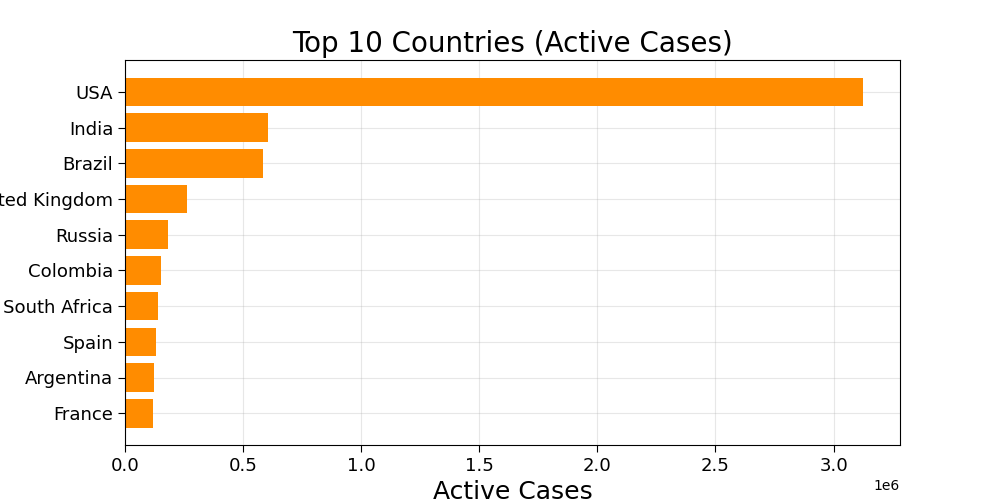 Top 10 Countries (Active Cases)
USA
India
Brazil
ted Kingdom
Russia
Colombia
South Africa
Spain
Argentina
France
0.0 0.5 1.0 1.5 2.0 2.5 3.0
1e6
Active Cases